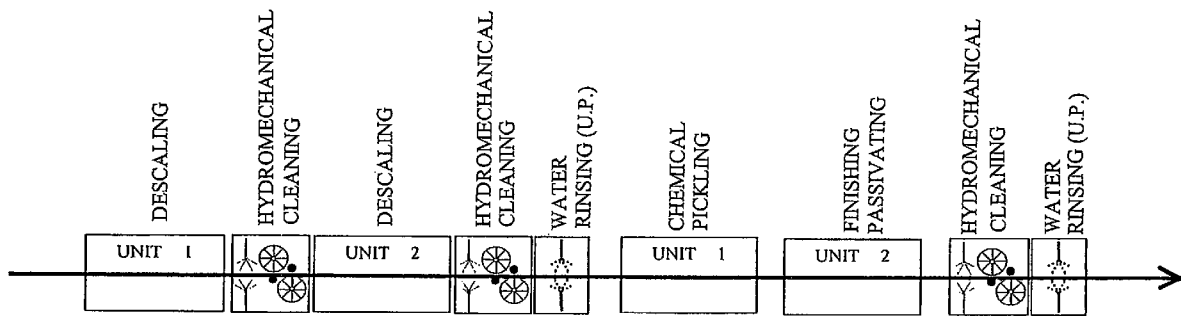 DESCALING
HYDROMECHANICAL
CLEANING
DESCALING
HYDROMECHANICAL
CLEANING
WATER
RINSING (U.P.)
CHEMICAL
PICKLING
FINISHING
PASSIVATING
HYDROMECHANICAL
CLEANING
WATER
RINSING (U.P.)
UNIT 1
UNIT 2
UNIT 1
UNIT 2